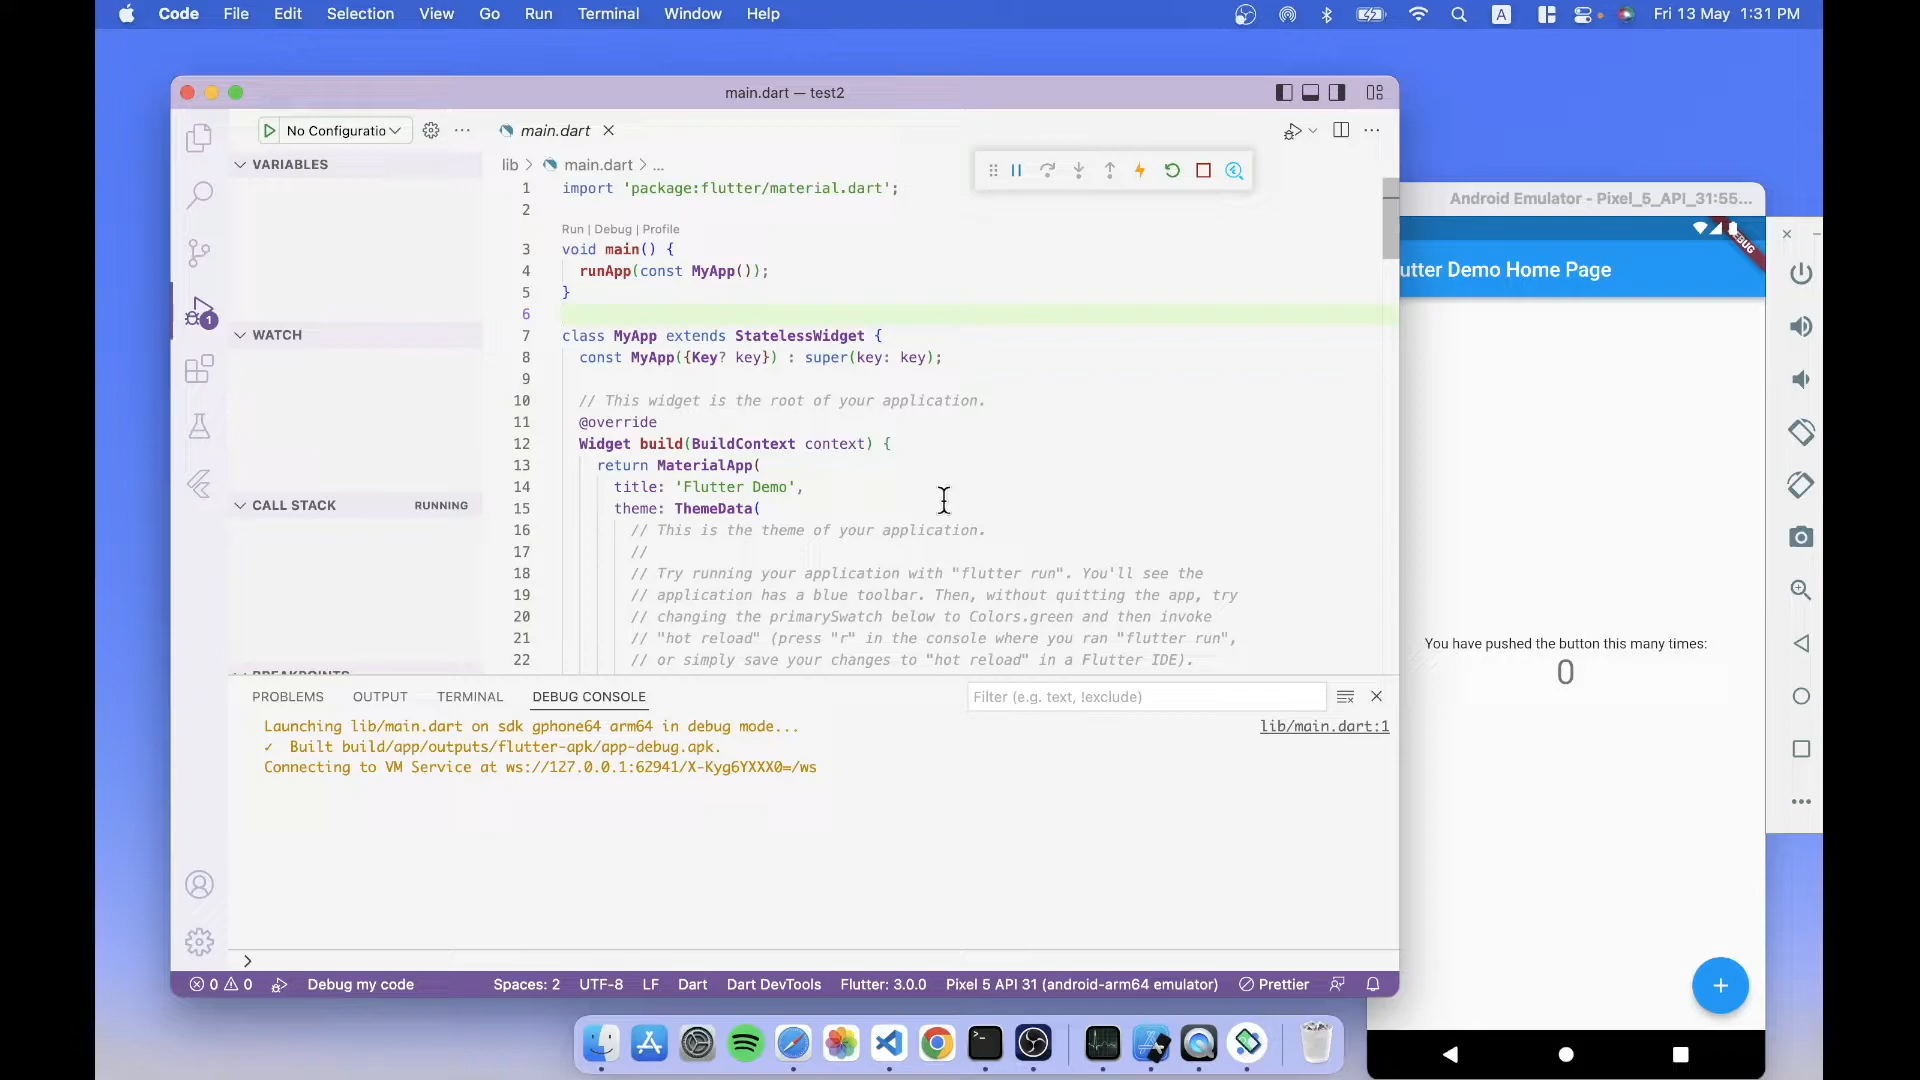 Code File Edit Selection View Go Run Terminal Window Help
A
Fri 13 May 1:31 PM
main.dart — test2
No Configuratio
main.dart
VARIABLES
lib > main.dart > ...
1 import 'package:flutter/material.dart';
2
Run | Debug | Profile
3 void main() {
4 runApp(const MyApp());
5 }
6
7 class MyApp extends StatelessWidget {
8 const MyApp({Key? key}) : super(key: key);
9
10 // This widget is the root of your application.
11 @override
12 Widget build(BuildContext context) {
13 return MaterialApp(
14 title: 'Flutter Demo',
15 theme: ThemeData(
16 // This is the theme of your application.
17 //
18 // Try running your application with "flutter run". You'll see the
19 // application has a blue toolbar. Then, without quitting the app, try
20 // changing the primarySwatch below to Colors.green and then invoke
21 // "hot reload" (press "r" in the console where you ran "flutter run",
22 // or simply save your changes to "hot reload" in a Flutter IDE).
1
WATCH
CALL STACK RUNNING
BREAKPOINTS
PROBLEMS OUTPUT TERMINAL DEBUG CONSOLE
Filter (e.g. text, !exclude)
Launching lib/main.dart on sdk gphone64 arm64 in debug mode...
lib/main.dart:1
✓ Built build/app/outputs/flutter-apk/app-debug.apk.
Connecting to VM Service at ws://127.0.0.1:62941/X-Kyg6YXXX0=/ws
>
0 0 Debug my code Spaces: 2 UTF-8 LF Dart Dart DevTools Flutter: 3.0.0 Pixel 5 API 31 (android-arm64 emulator) Prettier
Android Emulator - Pixel_5_API_31:55...
DEBUG
utter Demo Home Page
You have pushed the button this many times:
0
+